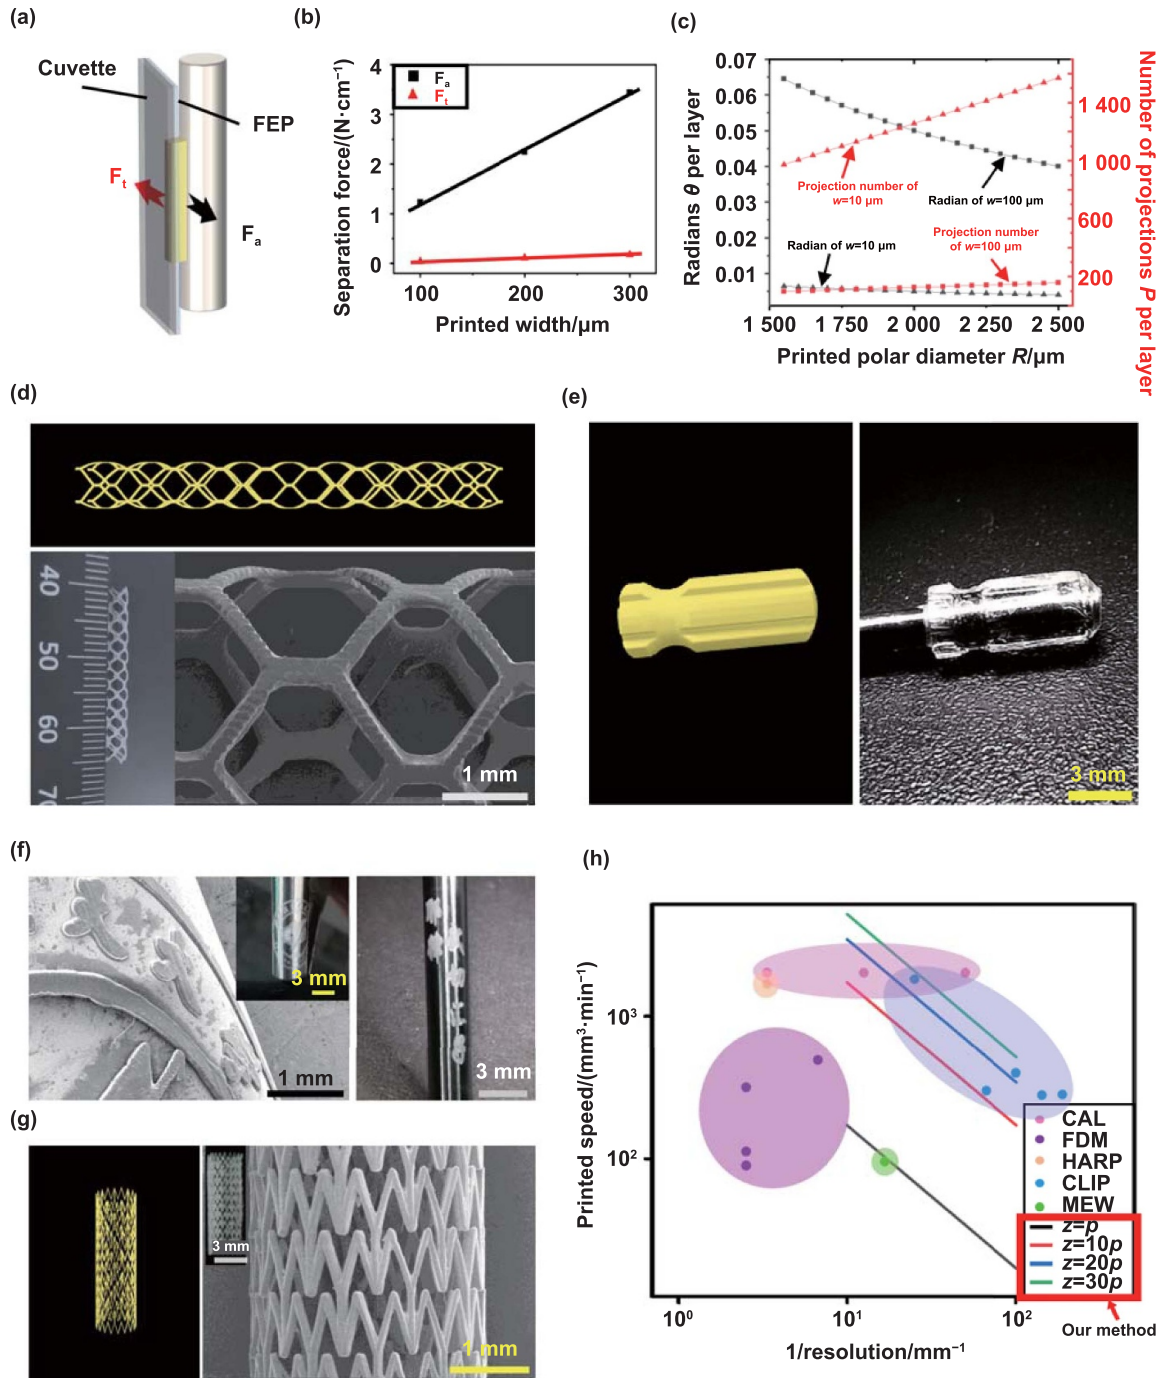 (a)
Cuvette
FEP
Ft
Fa
(b)
Separation force/(N·cm⁻¹)
4
3
2
1
0
Fa
Ft
100
200
300
Printed width/µm
(c)
Radians θ per layer
0.07
0.06
0.05
0.04
0.03
0.02
0.01
1 400
1 000
600
200
Number of projections P per layer
Projection number of
w=10 µm
Radian of w=100 µm
Radian of w=10 µm
Projection number
of w=100 µm
1 500
1 750
2 000
2 250
2 500
Printed polar diameter R/µm
(d)
40
50
60
70
1 mm
(e)
3 mm
(f)
3 mm
1 mm
3 mm
(g)
3 mm
1 mm
(h)
Printed speed/(mm³·min⁻¹)
10³
10²
CAL
FDM
HARP
CLIP
MEW
z=p
z=10p
z=20p
z=30p
Our method
10⁰
10¹
10²
1/resolution/mm⁻¹